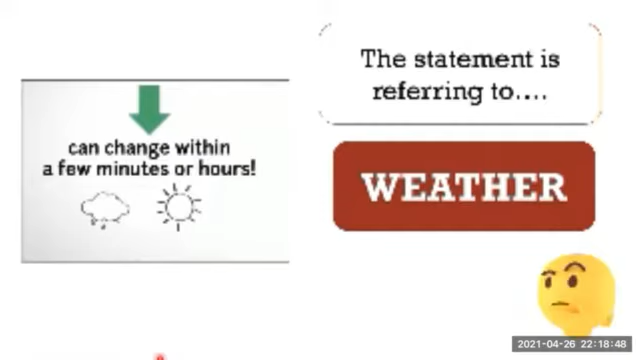 can change within
a few minutes or hours!
The statement is
referring to....
WEATHER
2021-04-26 22:18:48